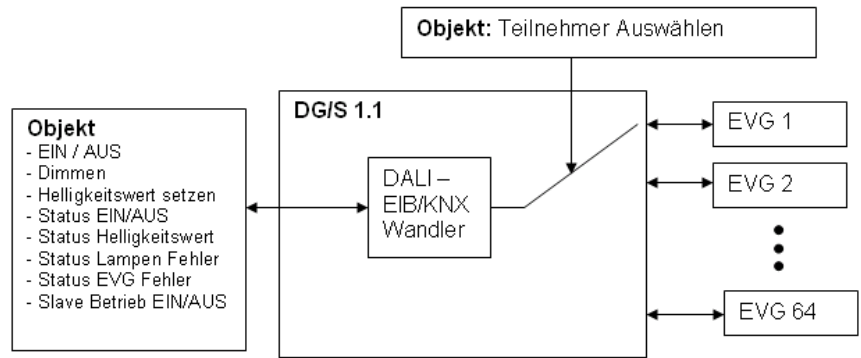 Objekt: Teilnehmer Auswählen
DG/S 1.1
Objekt
- EIN / AUS
- Dimmen
- Helligkeitswert setzen
- Status EIN/AUS
- Status Helligkeitswert
- Status Lampen Fehler
- Status EVG Fehler
- Slave Betrieb EIN/AUS
DALI –
EIB/KNX
Wandler
EVG 1
EVG 2
EVG 64